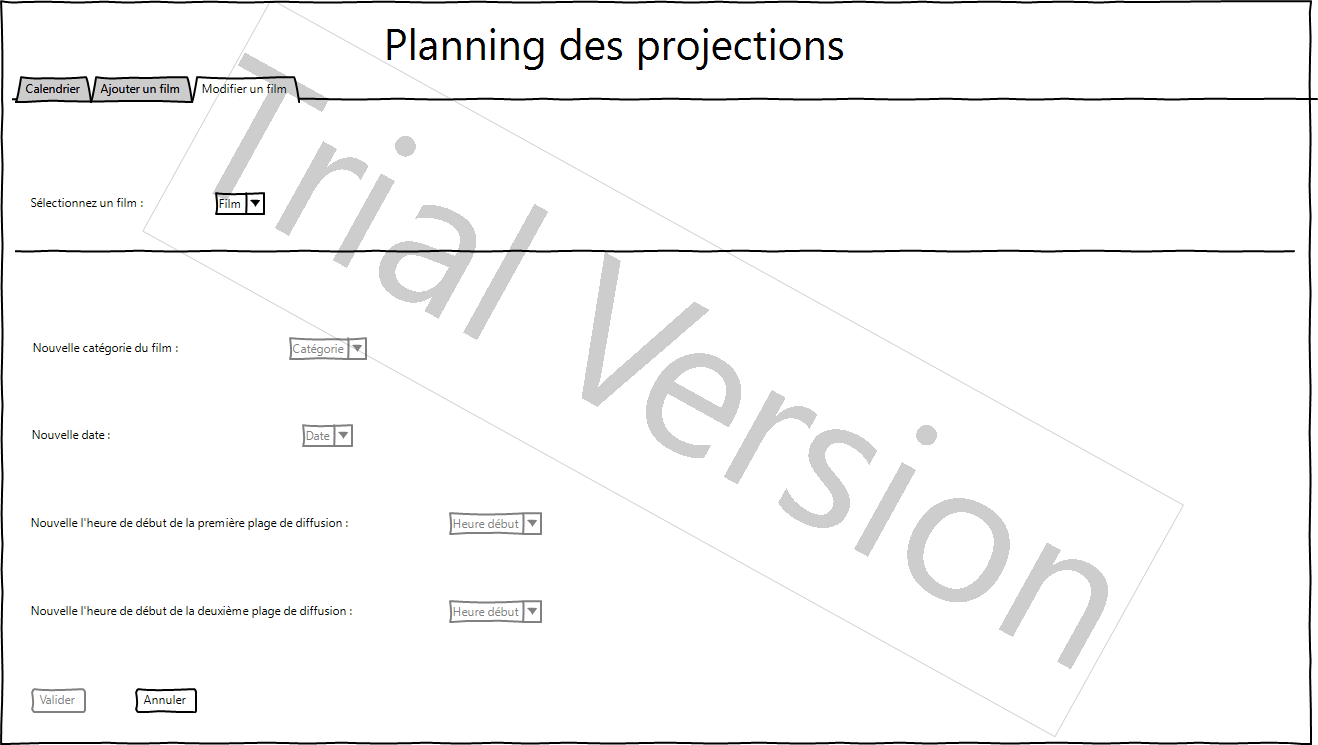 Planning des projections
Calendrier
Ajouter un film
Modifier un film
Sélectionnez un film :
Film
Nouvelle catégorie du film :
Catégorie
Nouvelle date :
Date
Nouvelle l'heure de début de la première plage de diffusion :
Heure début
Nouvelle l'heure de début de la deuxième plage de diffusion :
Heure début
Valider
Annuler
Trial Version